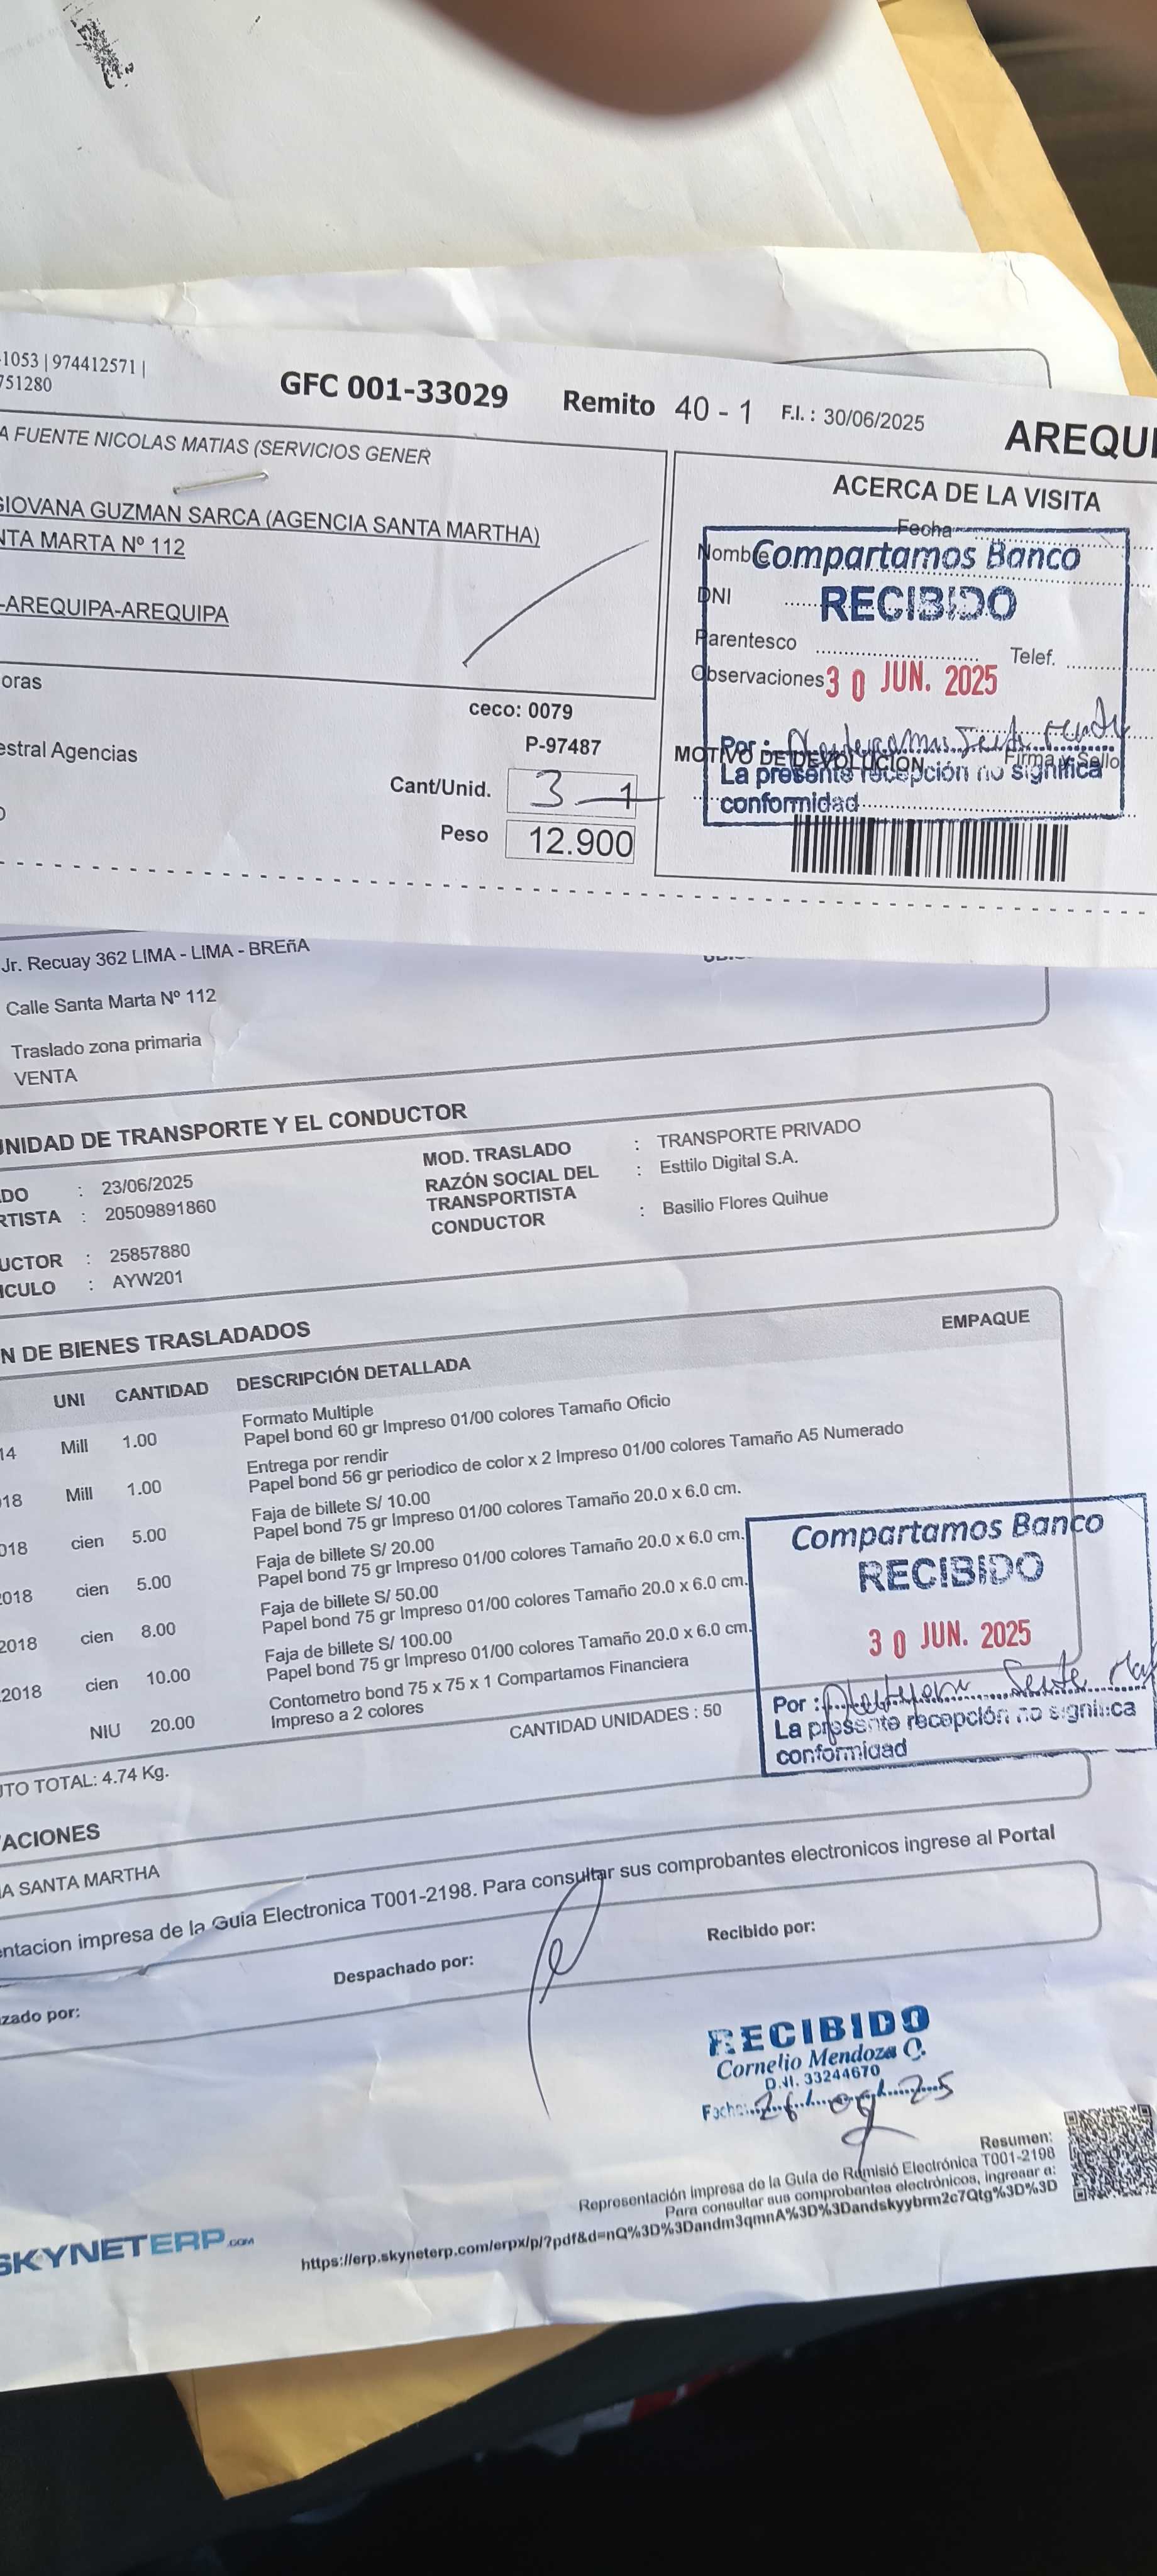 1053 | 974412571 |
751280
GFC 001-33029 Remito 40 - 1 F.I. : 30/06/2025
AREQUI
A FUENTE NICOLAS MATIAS (SERVICIOS GENER
GIOVANA GUZMAN SARCA (AGENCIA SANTA MARTHA)
NTA MARTA Nº 112
-AREQUIPA-AREQUIPA
ACERCA DE LA VISITA
Fecha
Nombre
Compartamos Banco
DNI
RECIBIDO
Parentesco
Telef.
Observaciones
30 JUN. 2025
Por :
MOTIVO DE DEVOLUCION
Firma y Sello
La presente recepción no significa
conformidad
oras
ceco: 0079
estral Agencias
P-97487
Cant/Unid. 3 1
Peso 12.900
Jr. Recuay 362 LIMA - LIMA - BREñA
Calle Santa Marta Nº 112
Traslado zona primaria
VENTA
UNIDAD DE TRANSPORTE Y EL CONDUCTOR
DO : 23/06/2025
RTISTA : 20509891860
UCTOR : 25857880
ICULO : AYW201
MOD. TRASLADO : TRANSPORTE PRIVADO
RAZÓN SOCIAL DEL : Esttilo Digital S.A.
TRANSPORTISTA
CONDUCTOR : Basilio Flores Quihue
N DE BIENES TRASLADADOS
EMPAQUE
UNI CANTIDAD DESCRIPCIÓN DETALLADA
14 Mill 1.00 Formato Multiple
Papel bond 60 gr Impreso 01/00 colores Tamaño Oficio
018 Mill 1.00 Entrega por rendir
Papel bond 56 gr periodico de color x 2 Impreso 01/00 colores Tamaño A5 Numerado
018 cien 5.00 Faja de billete S/ 10.00
Papel bond 75 gr Impreso 01/00 colores Tamaño 20.0 x 6.0 cm.
2018 cien 5.00 Faja de billete S/ 20.00
Papel bond 75 gr Impreso 01/00 colores Tamaño 20.0 x 6.0 cm.
2018 cien 8.00 Faja de billete S/ 50.00
Papel bond 75 gr Impreso 01/00 colores Tamaño 20.0 x 6.0 cm.
2018 cien 10.00 Faja de billete S/ 100.00
Papel bond 75 gr Impreso 01/00 colores Tamaño 20.0 x 6.0 cm.
NIU 20.00 Contometro bond 75 x 75 x 1 Compartamos Financiera
Impreso a 2 colores
CANTIDAD UNIDADES : 50
Compartamos Banco
RECIBIDO
30 JUN. 2025
Por :
La presente recepción no significa
conformidad
UTO TOTAL: 4.74 Kg.
ACIONES
A SANTA MARTHA
entacion impresa de la Guia Electronica T001-2198. Para consultar sus comprobantes electronicos ingrese al Portal
zado por:
Despachado por:
Recibido por:
RECIBIDO
Cornelio Mendoza Q.
D.NI. 33244670
Fecha:
25
Resumen:
Representación impresa de la Guía de Remisió Electrónica T001-2198
Para consultar sus comprobantes electrónicos, ingresar a:
https://erp.skyneterp.com/erpx/p/?pdf&d=nQ%3D%3Dandm3qmnA%3D%3Dandskyybrm2c7Qtg%3D%3D
SKYNETERP.COM